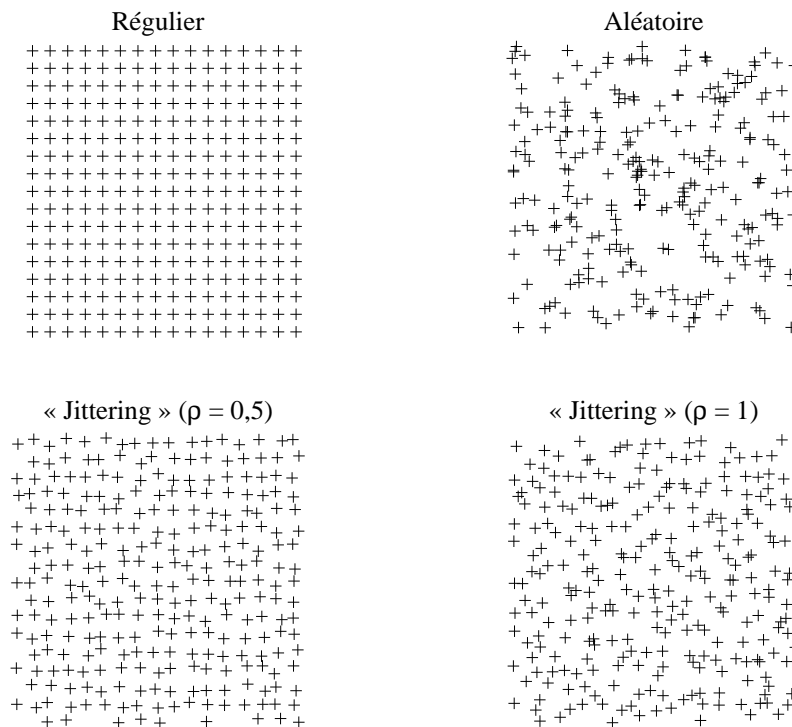 Régulier
Aléatoire
« Jittering » (ρ = 0,5)
« Jittering » (ρ = 1)